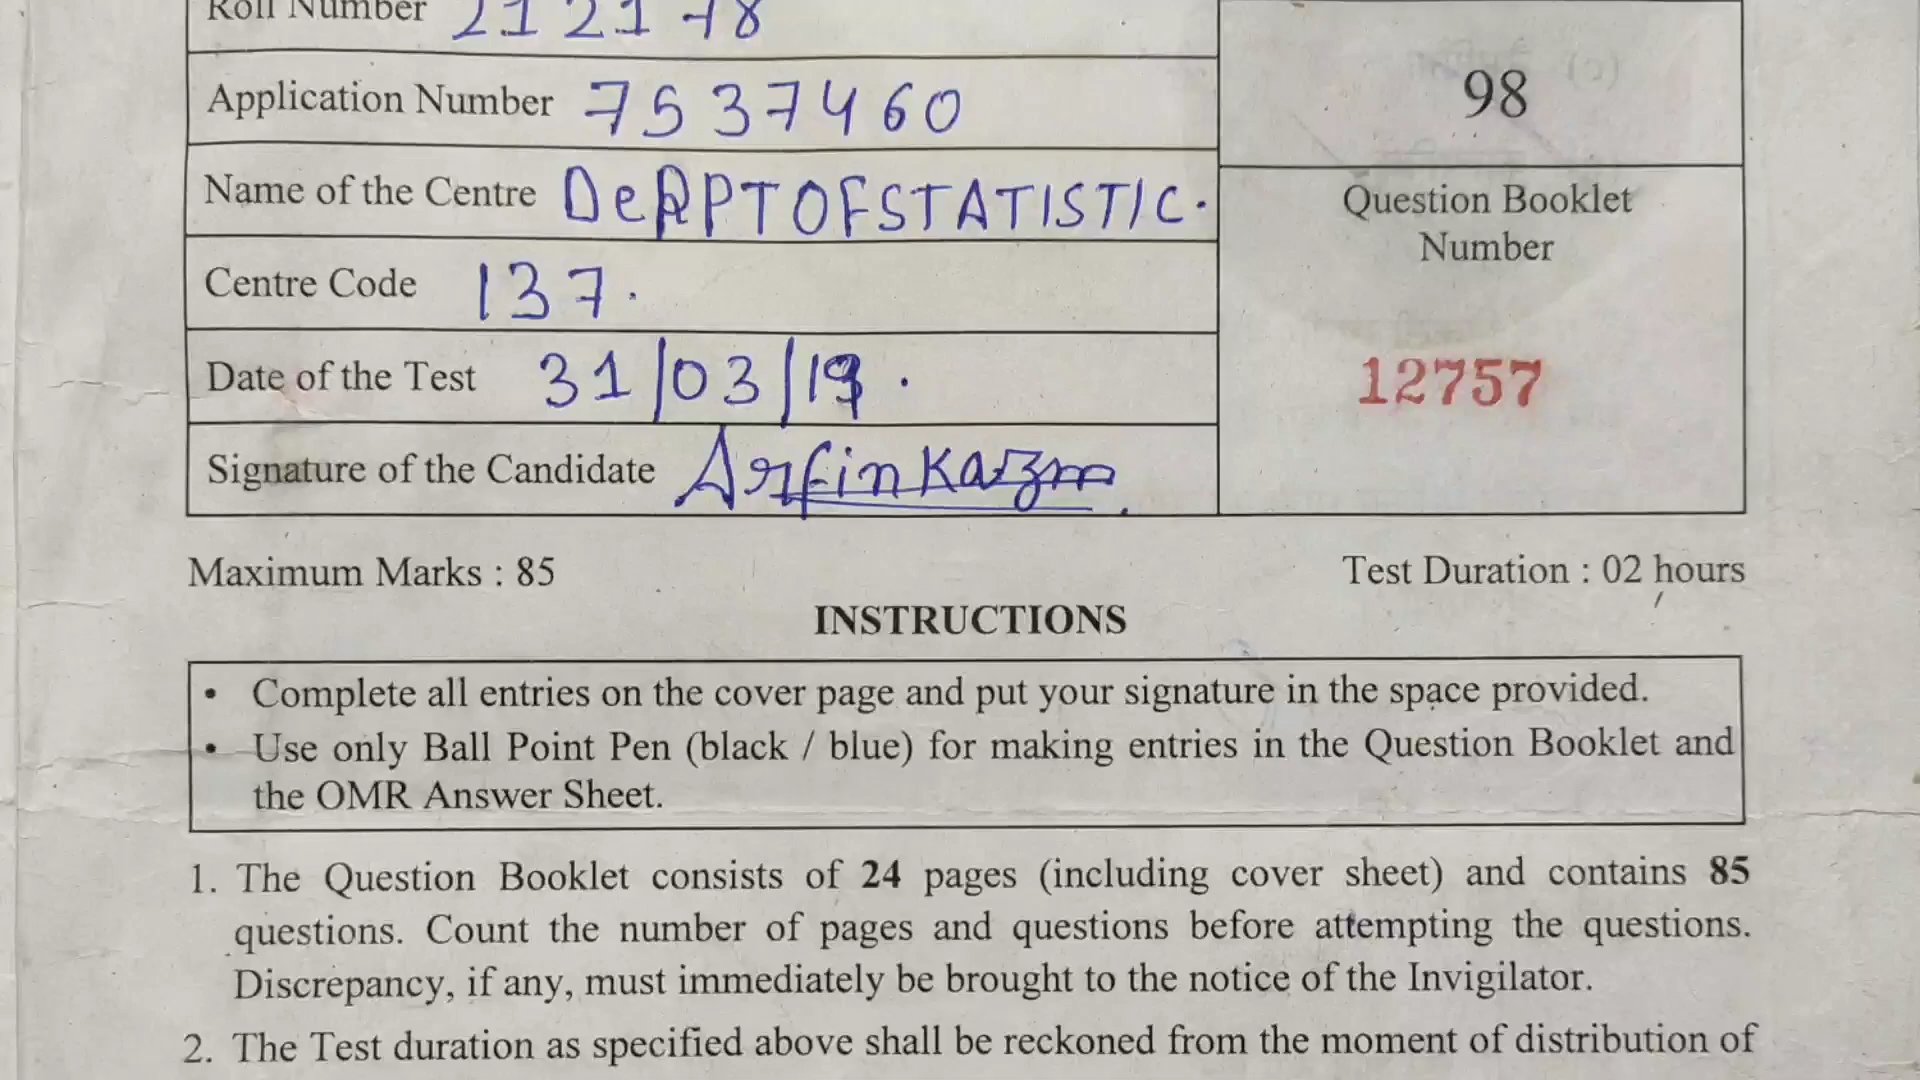 Roll Number 212178
98
Application Number 7537460
Name of the Centre DeRPTOFSTATISTIC.
Question Booklet
Number
Centre Code 137.
12757
Date of the Test 31/03/19.
Signature of the Candidate Arfin Kazmi
Maximum Marks : 85
Test Duration : 02 hours
INSTRUCTIONS
• Complete all entries on the cover page and put your signature in the space provided.
• Use only Ball Point Pen (black / blue) for making entries in the Question Booklet and
the OMR Answer Sheet.
1. The Question Booklet consists of 24 pages (including cover sheet) and contains 85
questions. Count the number of pages and questions before attempting the questions.
Discrepancy, if any, must immediately be brought to the notice of the Invigilator.
2. The Test duration as specified above shall be reckoned from the moment of distribution of